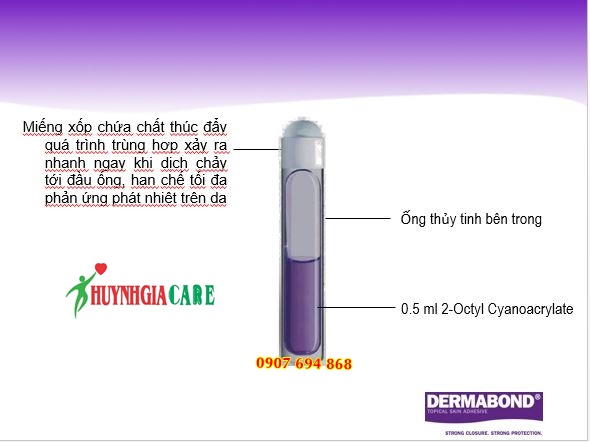 Miếng xốp chứa chất thúc đẩy
quá trình trùng hợp xảy ra
nhanh ngay khi dịch chảy
tới đầu ống, hạn chế tối đa
phản ứng phát nhiệt trên da
Ống thủy tinh bên trong
HUYNHGIA CARE
0.5 ml 2-Octyl Cyanoacrylate
0907 694 868
DERMABOND®
TOPICAL SKIN ADHESIVE
STRONG CLOSURE. STRONG PROTECTION.